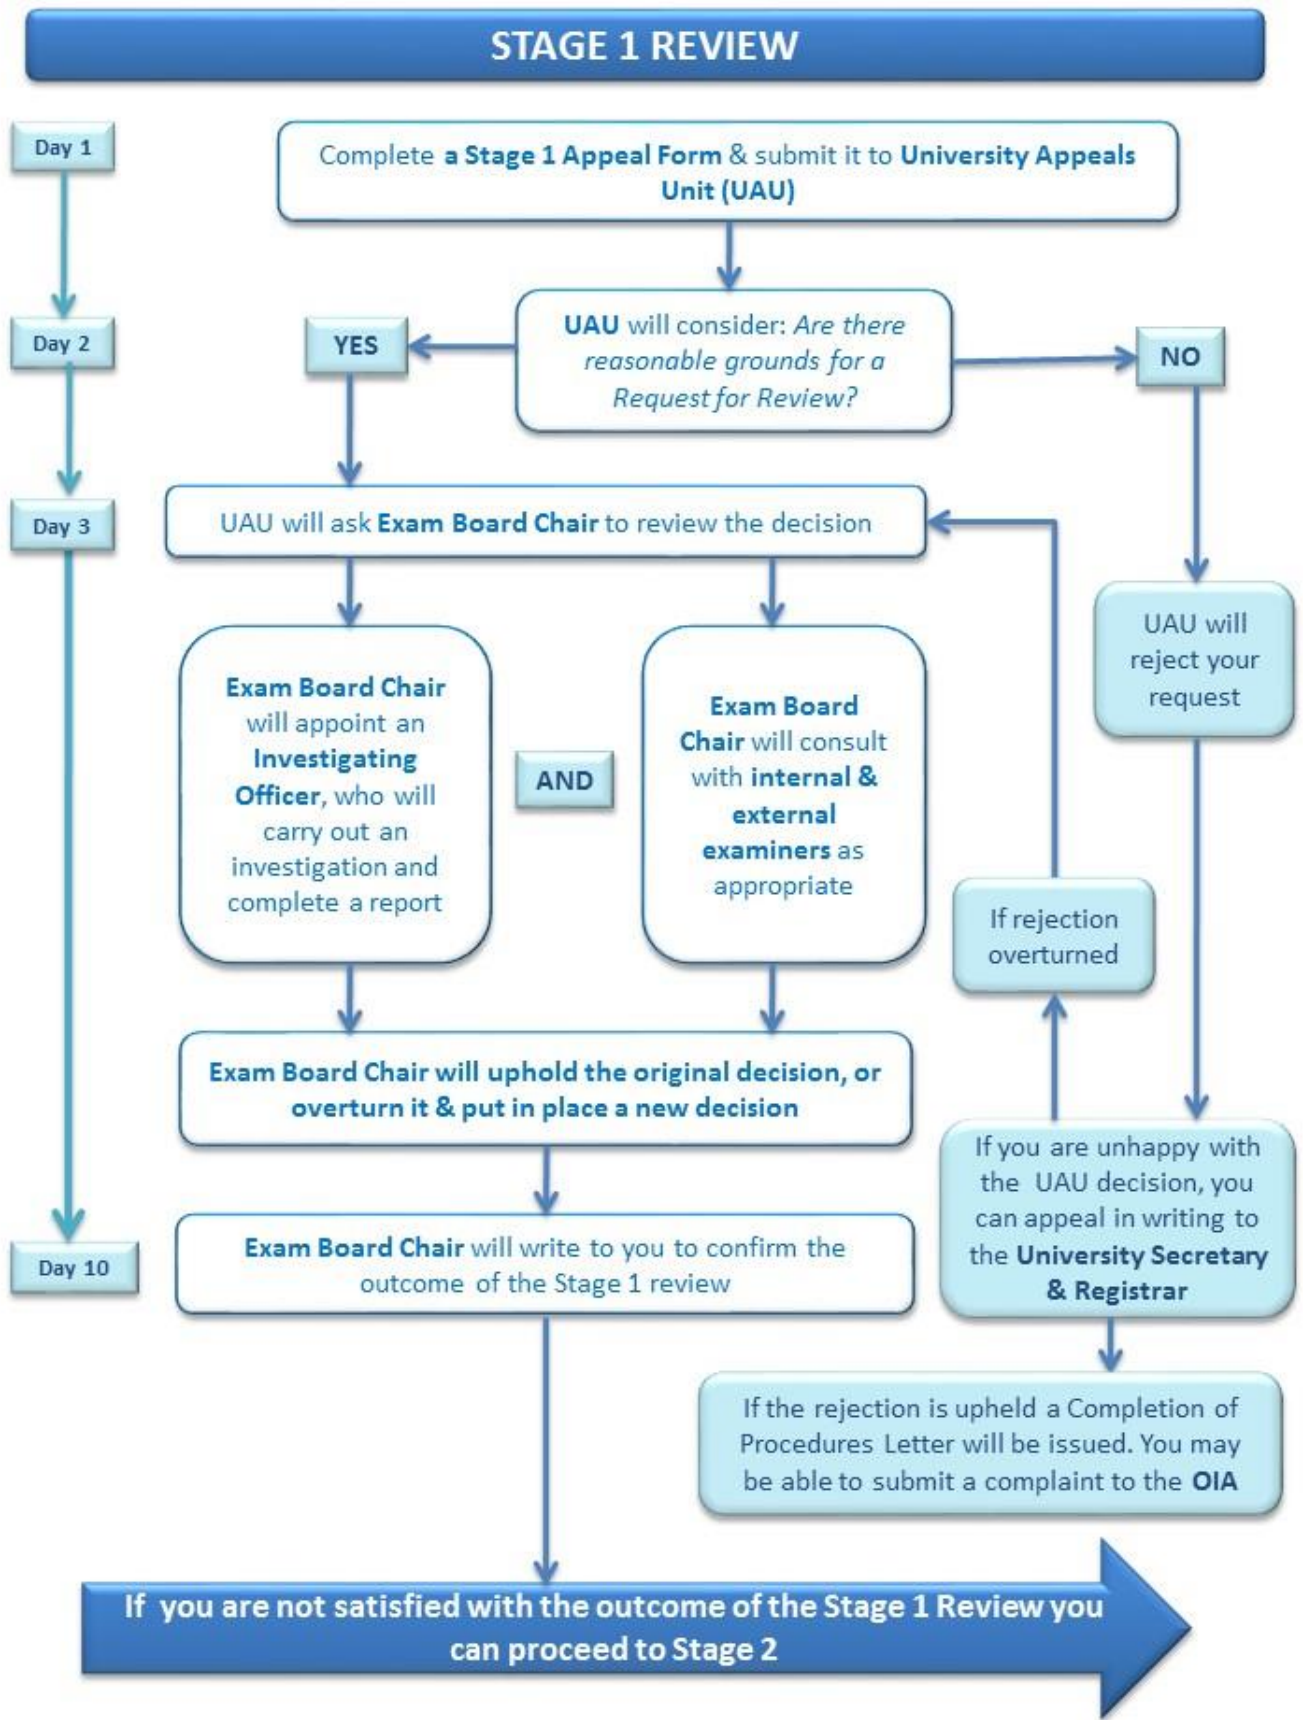 STAGE 1 REVIEW
Day 1
Complete a Stage 1 Appeal Form & submit it to University Appeals
Unit (UAU)
Day 2
YES
UAU will consider: Are there
reasonable grounds for a
Request for Review?
NO
Day 3
UAU will ask Exam Board Chair to review the decision
UAU will
reject your
request
Exam Board Chair
will appoint an
Investigating
Officer, who will
carry out an
investigation and
complete a report
AND
Exam Board
Chair will consult
with internal &
external
examiners as
appropriate
If rejection
overturned
Exam Board Chair will uphold the original decision, or
overturn it & put in place a new decision
If you are unhappy with
the UAU decision, you
can appeal in writing to
the University Secretary
& Registrar
Day 10
Exam Board Chair will write to you to confirm the
outcome of the Stage 1 review
If the rejection is upheld a Completion of
Procedures Letter will be issued. You may
be able to submit a complaint to the OIA
If you are not satisfied with the outcome of the Stage 1 Review you
can proceed to Stage 2